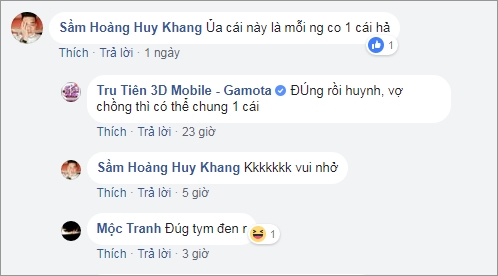 Sầm Hoàng Huy Khang Ủa cái này là mỗi ng co 1 cái hả
1
Thích · Trả lời · 1 ngày
Tru Tiên 3D Mobile - Gamota ĐÚng rồi huynh, vợ
chồng thì có thể chung 1 cái
Thích · Trả lời · 23 giờ
Sầm Hoàng Huy Khang Kkkkkkk vui nhở
Thích · Trả lời · 5 giờ
Mộc Tranh Đúg tym đen r
1
Thích · Trả lời · 3 giờ